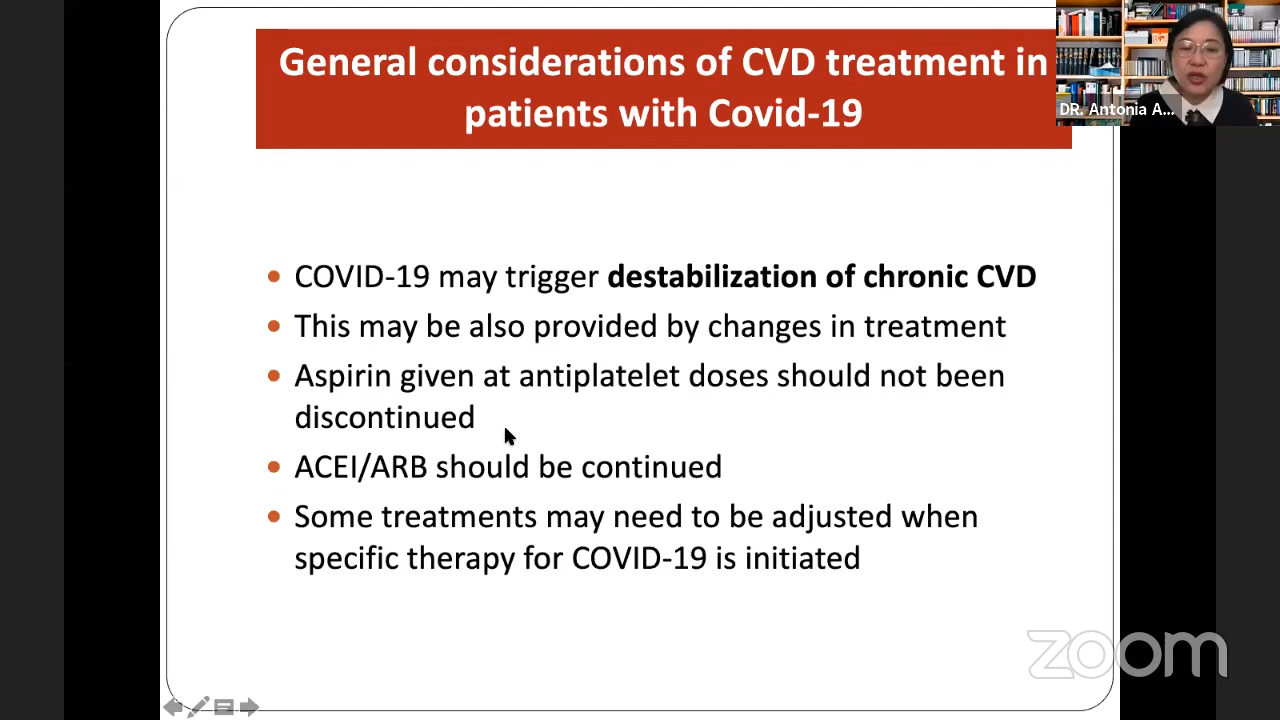 General considerations of CVD treatment in
patients with Covid-19
DR. Antonia A...
• COVID-19 may trigger destabilization of chronic CVD
• This may be also provided by changes in treatment
• Aspirin given at antiplatelet doses should not been
discontinued
• ACEI/ARB should be continued
• Some treatments may need to be adjusted when
specific therapy for COVID-19 is initiated
zoom